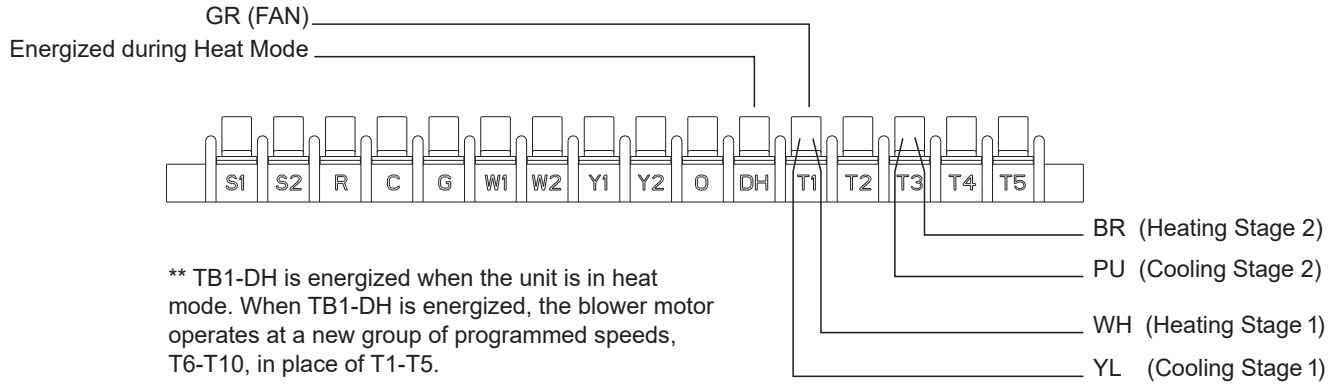 GR (FAN)
Energized during Heat Mode
S1 S2 R C G W1 W2 Y1 Y2 O DH T1 T2 T3 T4 T5
BR (Heating Stage 2)
PU (Cooling Stage 2)
WH (Heating Stage 1)
YL (Cooling Stage 1)
** TB1-DH is energized when the unit is in heat
mode. When TB1-DH is energized, the blower motor
operates at a new group of programmed speeds,
T6-T10, in place of T1-T5.